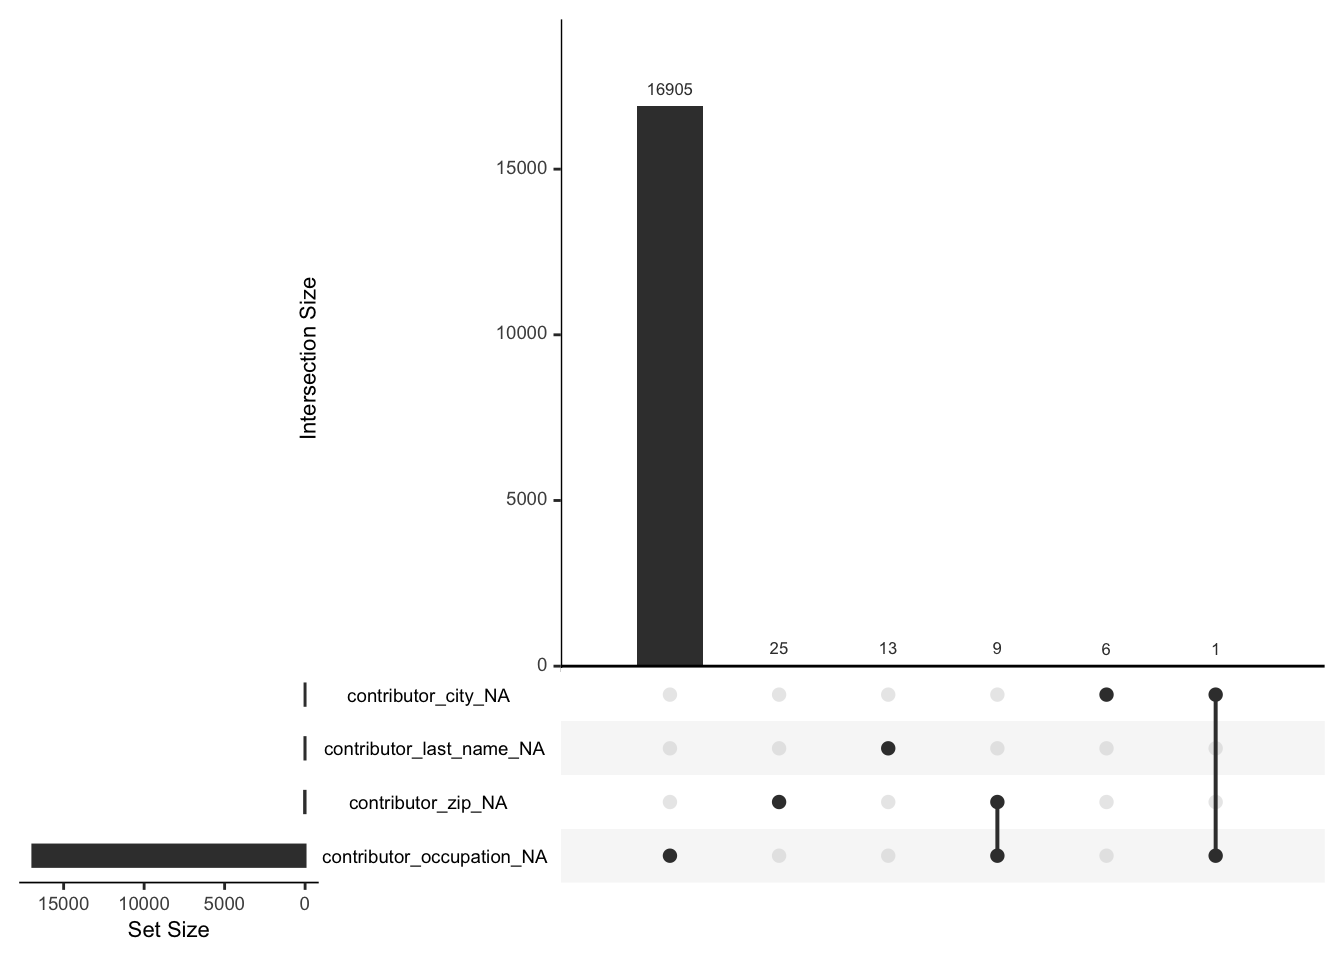 16905
15000
10000
5000
0
Intersection Size
25
13
9
6
1
contributor_city_NA
contributor_last_name_NA
contributor_zip_NA
contributor_occupation_NA
15000 10000 5000 0
Set Size